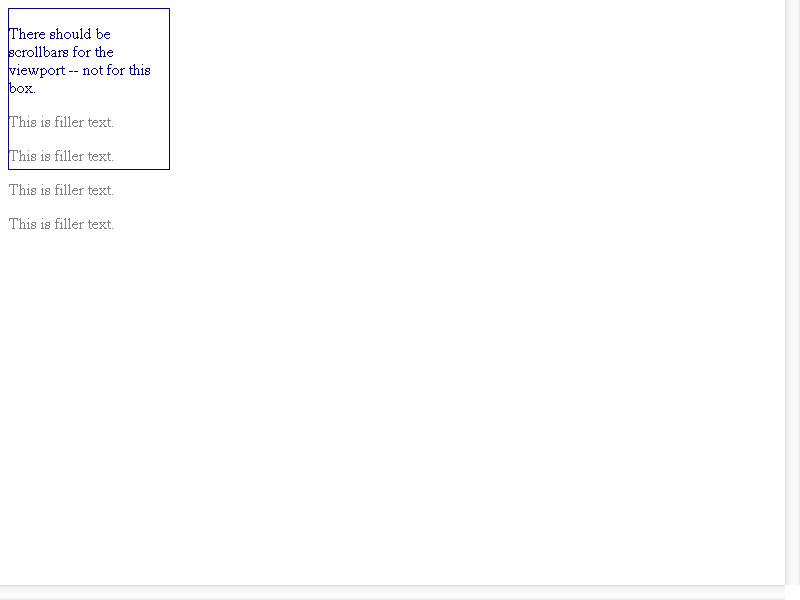 There should be
scrollbars for the
viewport -- not for this
box.
This is filler text.
This is filler text.
This is filler text.
This is filler text.